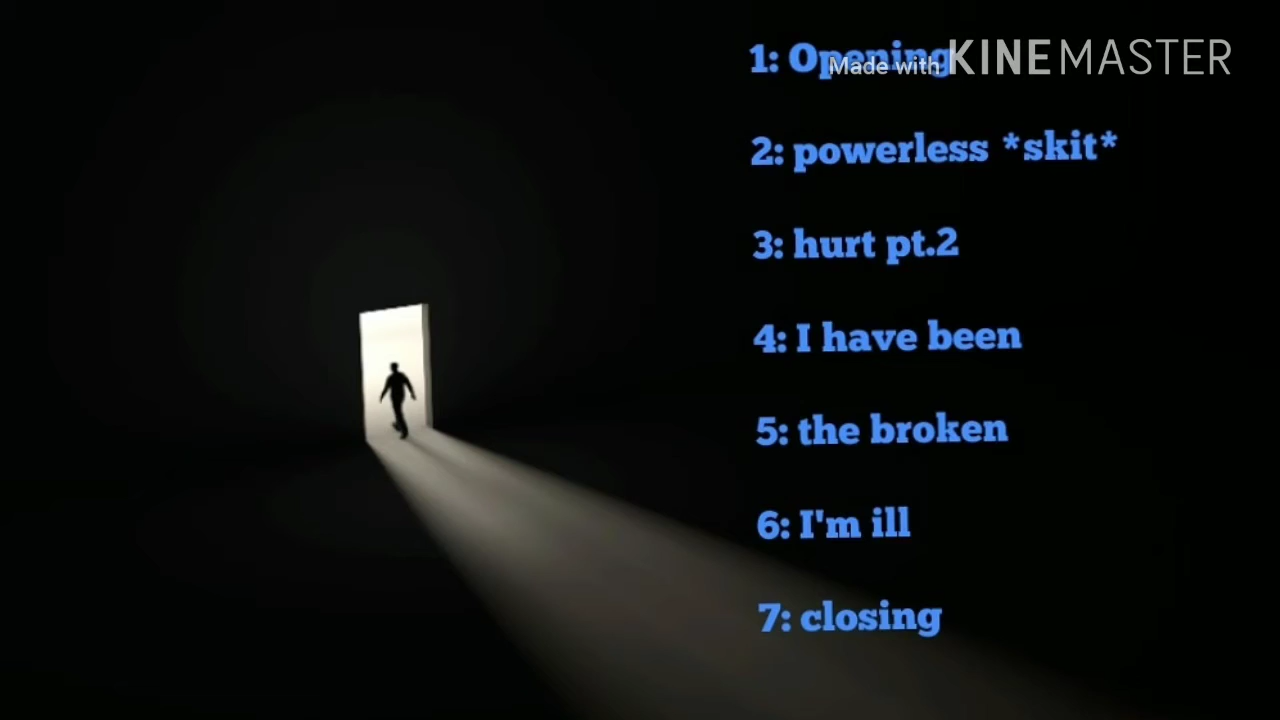 1: Opening
Made with KINEMASTER
2: powerless *skit*
3: hurt pt.2
4: I have been
5: the broken
6: I'm ill
7: closing